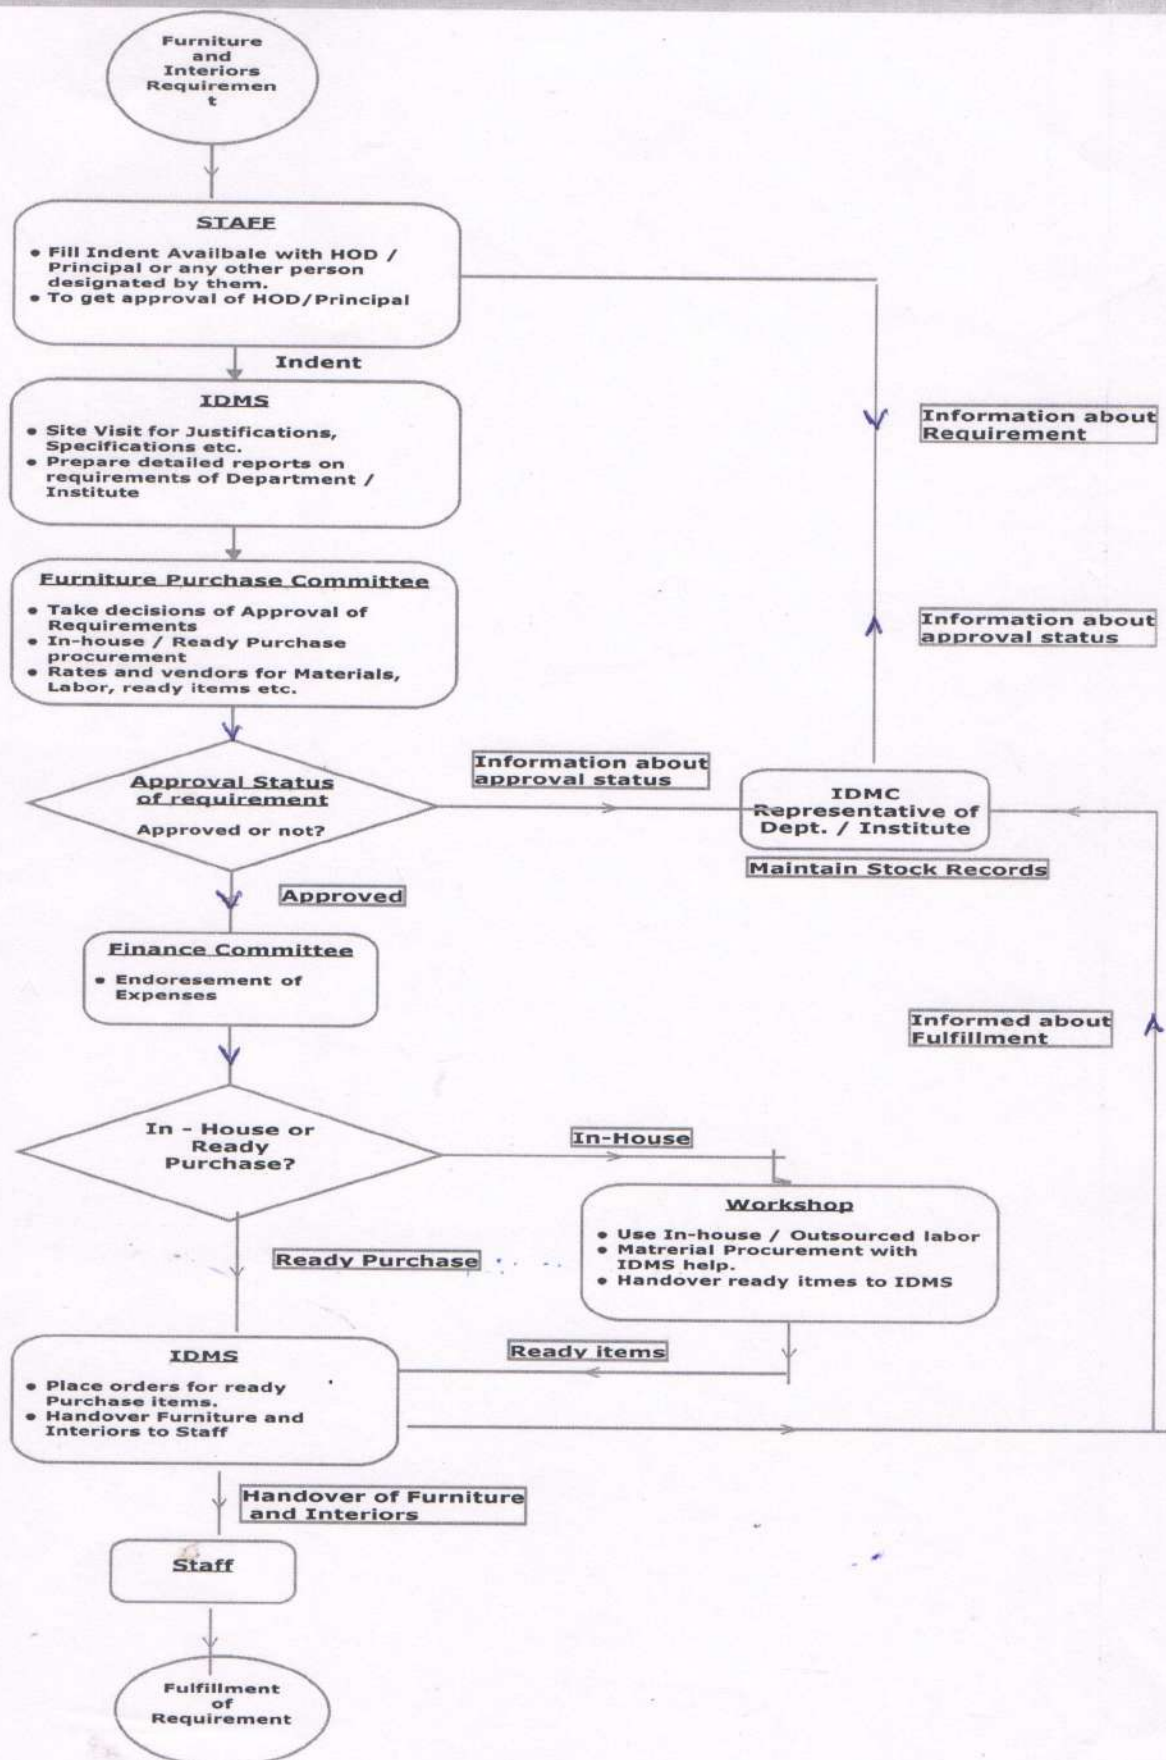 Furniture
and
Interiors
Requiremen
t
STAFF
• Fill Indent Availbale with HOD /
Principal or any other person
designated by them.
• To get approval of HOD/Principal
Indent
IDMS
• Site Visit for Justifications,
Specifications etc.
• Prepare detailed reports on
requirements of Department /
Institute
Information about
Requirement
Furniture Purchase Committee
• Take decisions of Approval of
Requirements
• In-house / Ready Purchase
procurement
• Rates and vendors for Materials,
Labor, ready items etc.
Information about
approval status
Approval Status
of requirement
Approved or not?
Information about
approval status
IDMC
Representative of
Dept. / Institute
Maintain Stock Records
Approved
Finance Committee
• Endoresement of
Expenses
Informed about
Fulfillment
In - House or
Ready
Purchase?
In-House
Workshop
• Use In-house / Outsourced labor
• Matrerial Procurement with
IDMS help.
• Handover ready itmes to IDMS
Ready Purchase
Ready items
IDMS
• Place orders for ready
Purchase items.
• Handover Furniture and
Interiors to Staff
Handover of Furniture
and Interiors
Staff
Fulfillment
of
Requirement